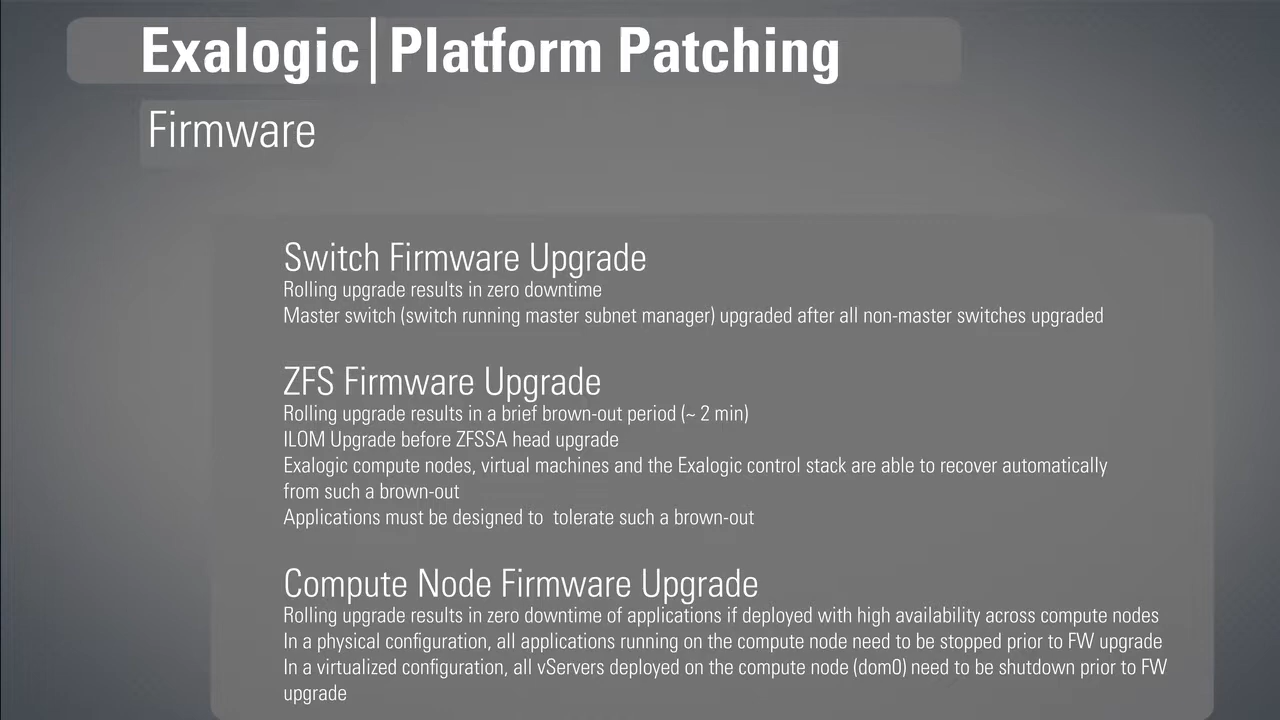 Exalogic|Platform Patching
Firmware
Switch Firmware Upgrade
Rolling upgrade results in zero downtime
Master switch (switch running master subnet manager) upgraded after all non-master switches upgraded
ZFS Firmware Upgrade
Rolling upgrade results in a brief brown-out period (~ 2 min)
ILOM Upgrade before ZFSSA head upgrade
Exalogic compute nodes, virtual machines and the Exalogic control stack are able to recover automatically
from such a brown-out
Applications must be designed to  tolerate such a brown-out
Compute Node Firmware Upgrade
Rolling upgrade results in zero downtime of applications if deployed with high availability across compute nodes
In a physical configuration, all applications running on the compute node need to be stopped prior to FW upgrade
In a virtualized configuration, all vServers deployed on the compute node (dom0) need to be shutdown prior to FW
upgrade